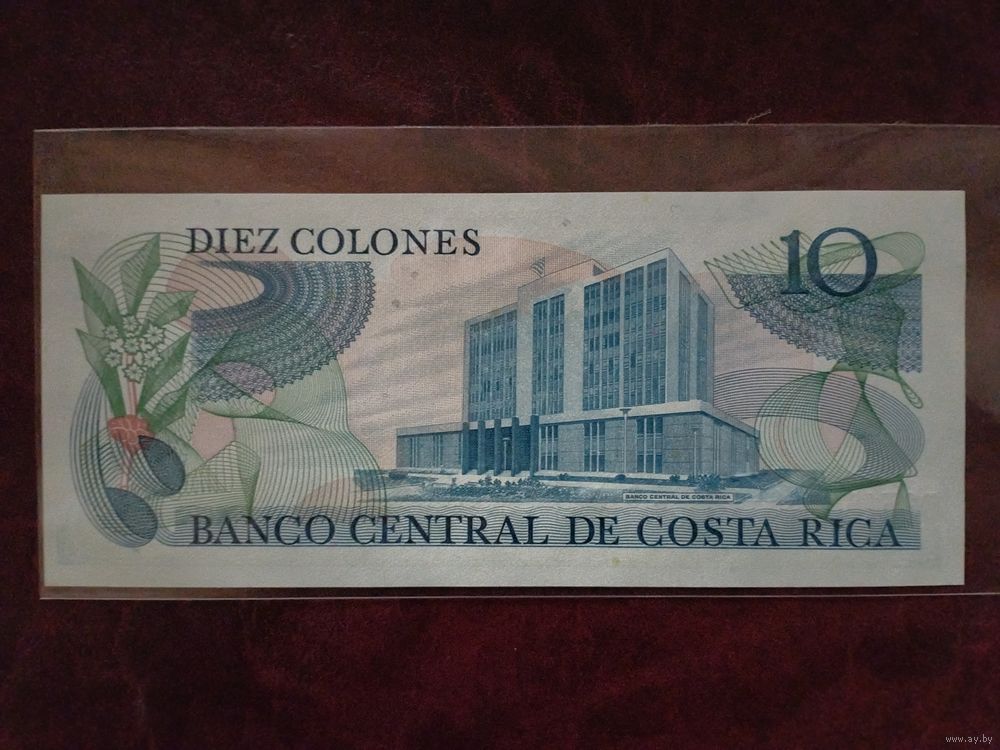 DIEZ COLONES
10
BANCO CENTRAL DE COSTA RICA
BANCO CENTRAL DE COSTA RICA
www.ay.by